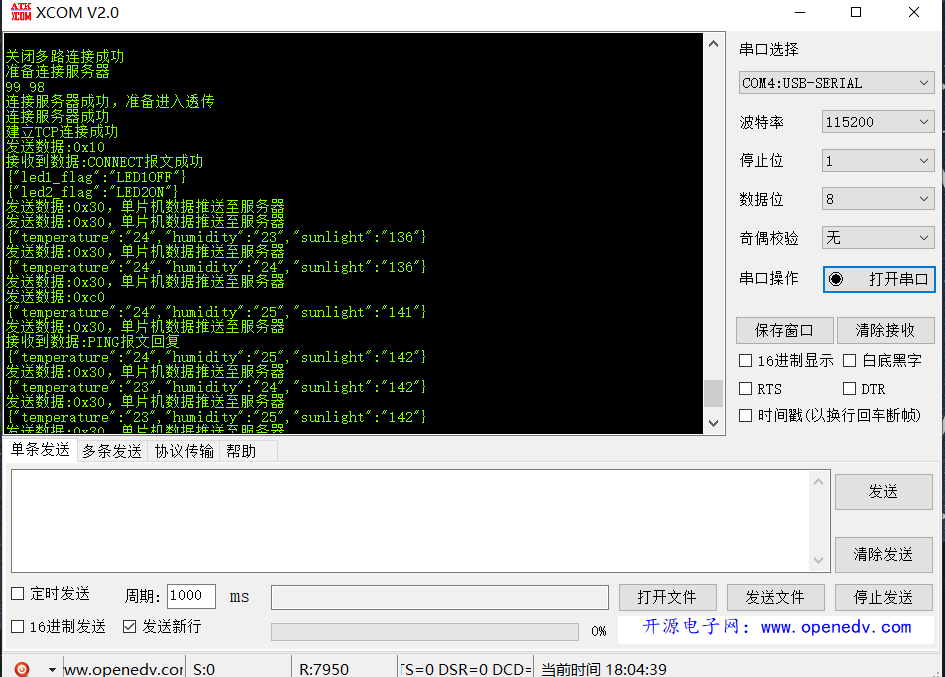 ATK XCOM XCOM V2.0
关闭多路连接成功
准备连接服务器
99 98
连接服务器成功，准备进入透传
连接服务器成功
建立TCP连接成功
发送数据:0x10
接收到数据:CONNECT报文成功
{"led1_flag":"LED1OFF"}
{"led2_flag":"LED2ON"}
发送数据:0x30，单片机数据推送至服务器
发送数据:0x30，单片机数据推送至服务器
{"temperature":"24","humidity":"23","sunlight":"136"}
发送数据:0x30，单片机数据推送至服务器
{"temperature":"24","humidity":"24","sunlight":"136"}
发送数据:0x30，单片机数据推送至服务器
发送数据:0xc0
{"temperature":"24","humidity":"25","sunlight":"141"}
发送数据:0x30，单片机数据推送至服务器
接收到数据:PING报文回复
{"temperature":"24","humidity":"25","sunlight":"142"}
发送数据:0x30，单片机数据推送至服务器
{"temperature":"23","humidity":"24","sunlight":"142"}
发送数据:0x30，单片机数据推送至服务器
{"temperature":"23","humidity":"25","sunlight":"142"}
发送数据:0x30，单片机数据推送至服务器
串口选择
COM4:USB-SERIAL
波特率 115200
停止位 1
数据位 8
奇偶校验 无
串口操作 打开串口
保存窗口 清除接收
16进制显示 白底黑字
RTS DTR
时间戳(以换行回车断帧)
单条发送 多条发送 协议传输 帮助
发送
清除发送
定时发送 周期: 1000 ms 打开文件 发送文件 停止发送
16进制发送 发送新行 0% 开源电子网：www.openedv.com
ww.openedv.cor S:0 R:7950 TS=0 DSR=0 DCD= 当前时间 18:04:39